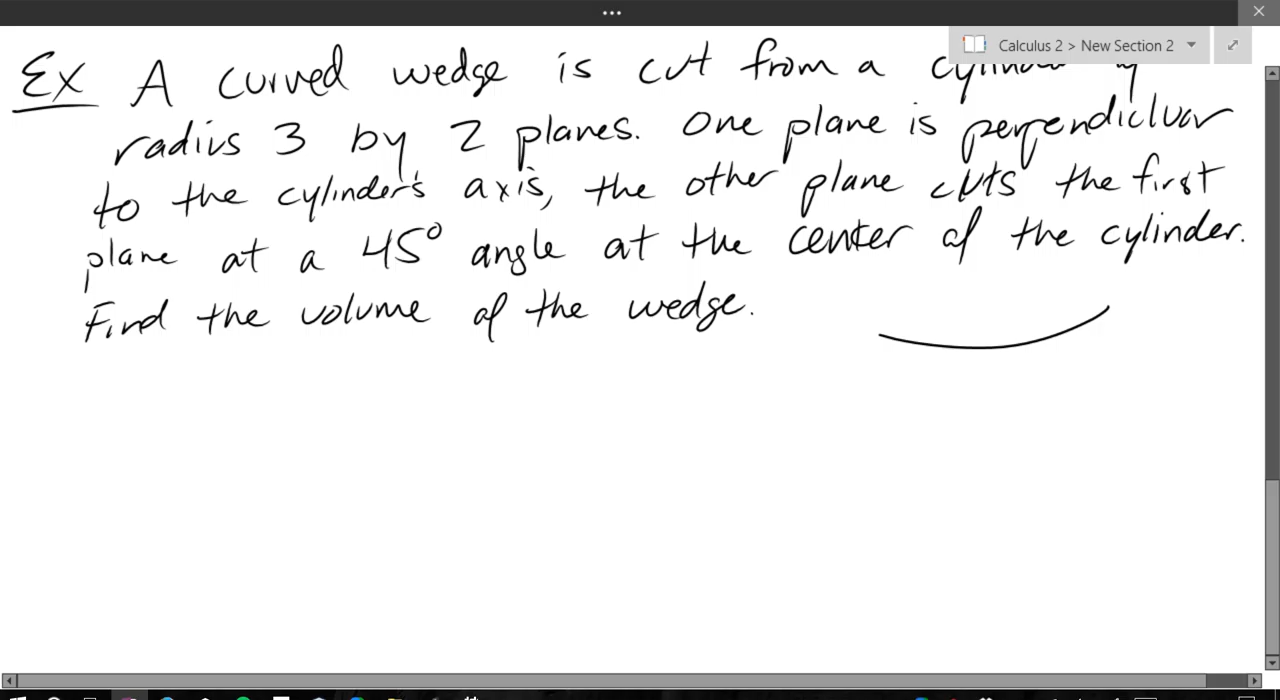 Calculus 2 > New Section 2
Ex A curved wedge is cut from a
radius 3 by 2 planes. One plane is perpendicluar
to the cylinder's axis, the other plane cuts the first
plane at a 45° angle at the center of the cylinder.
Find the volume of the wedge.